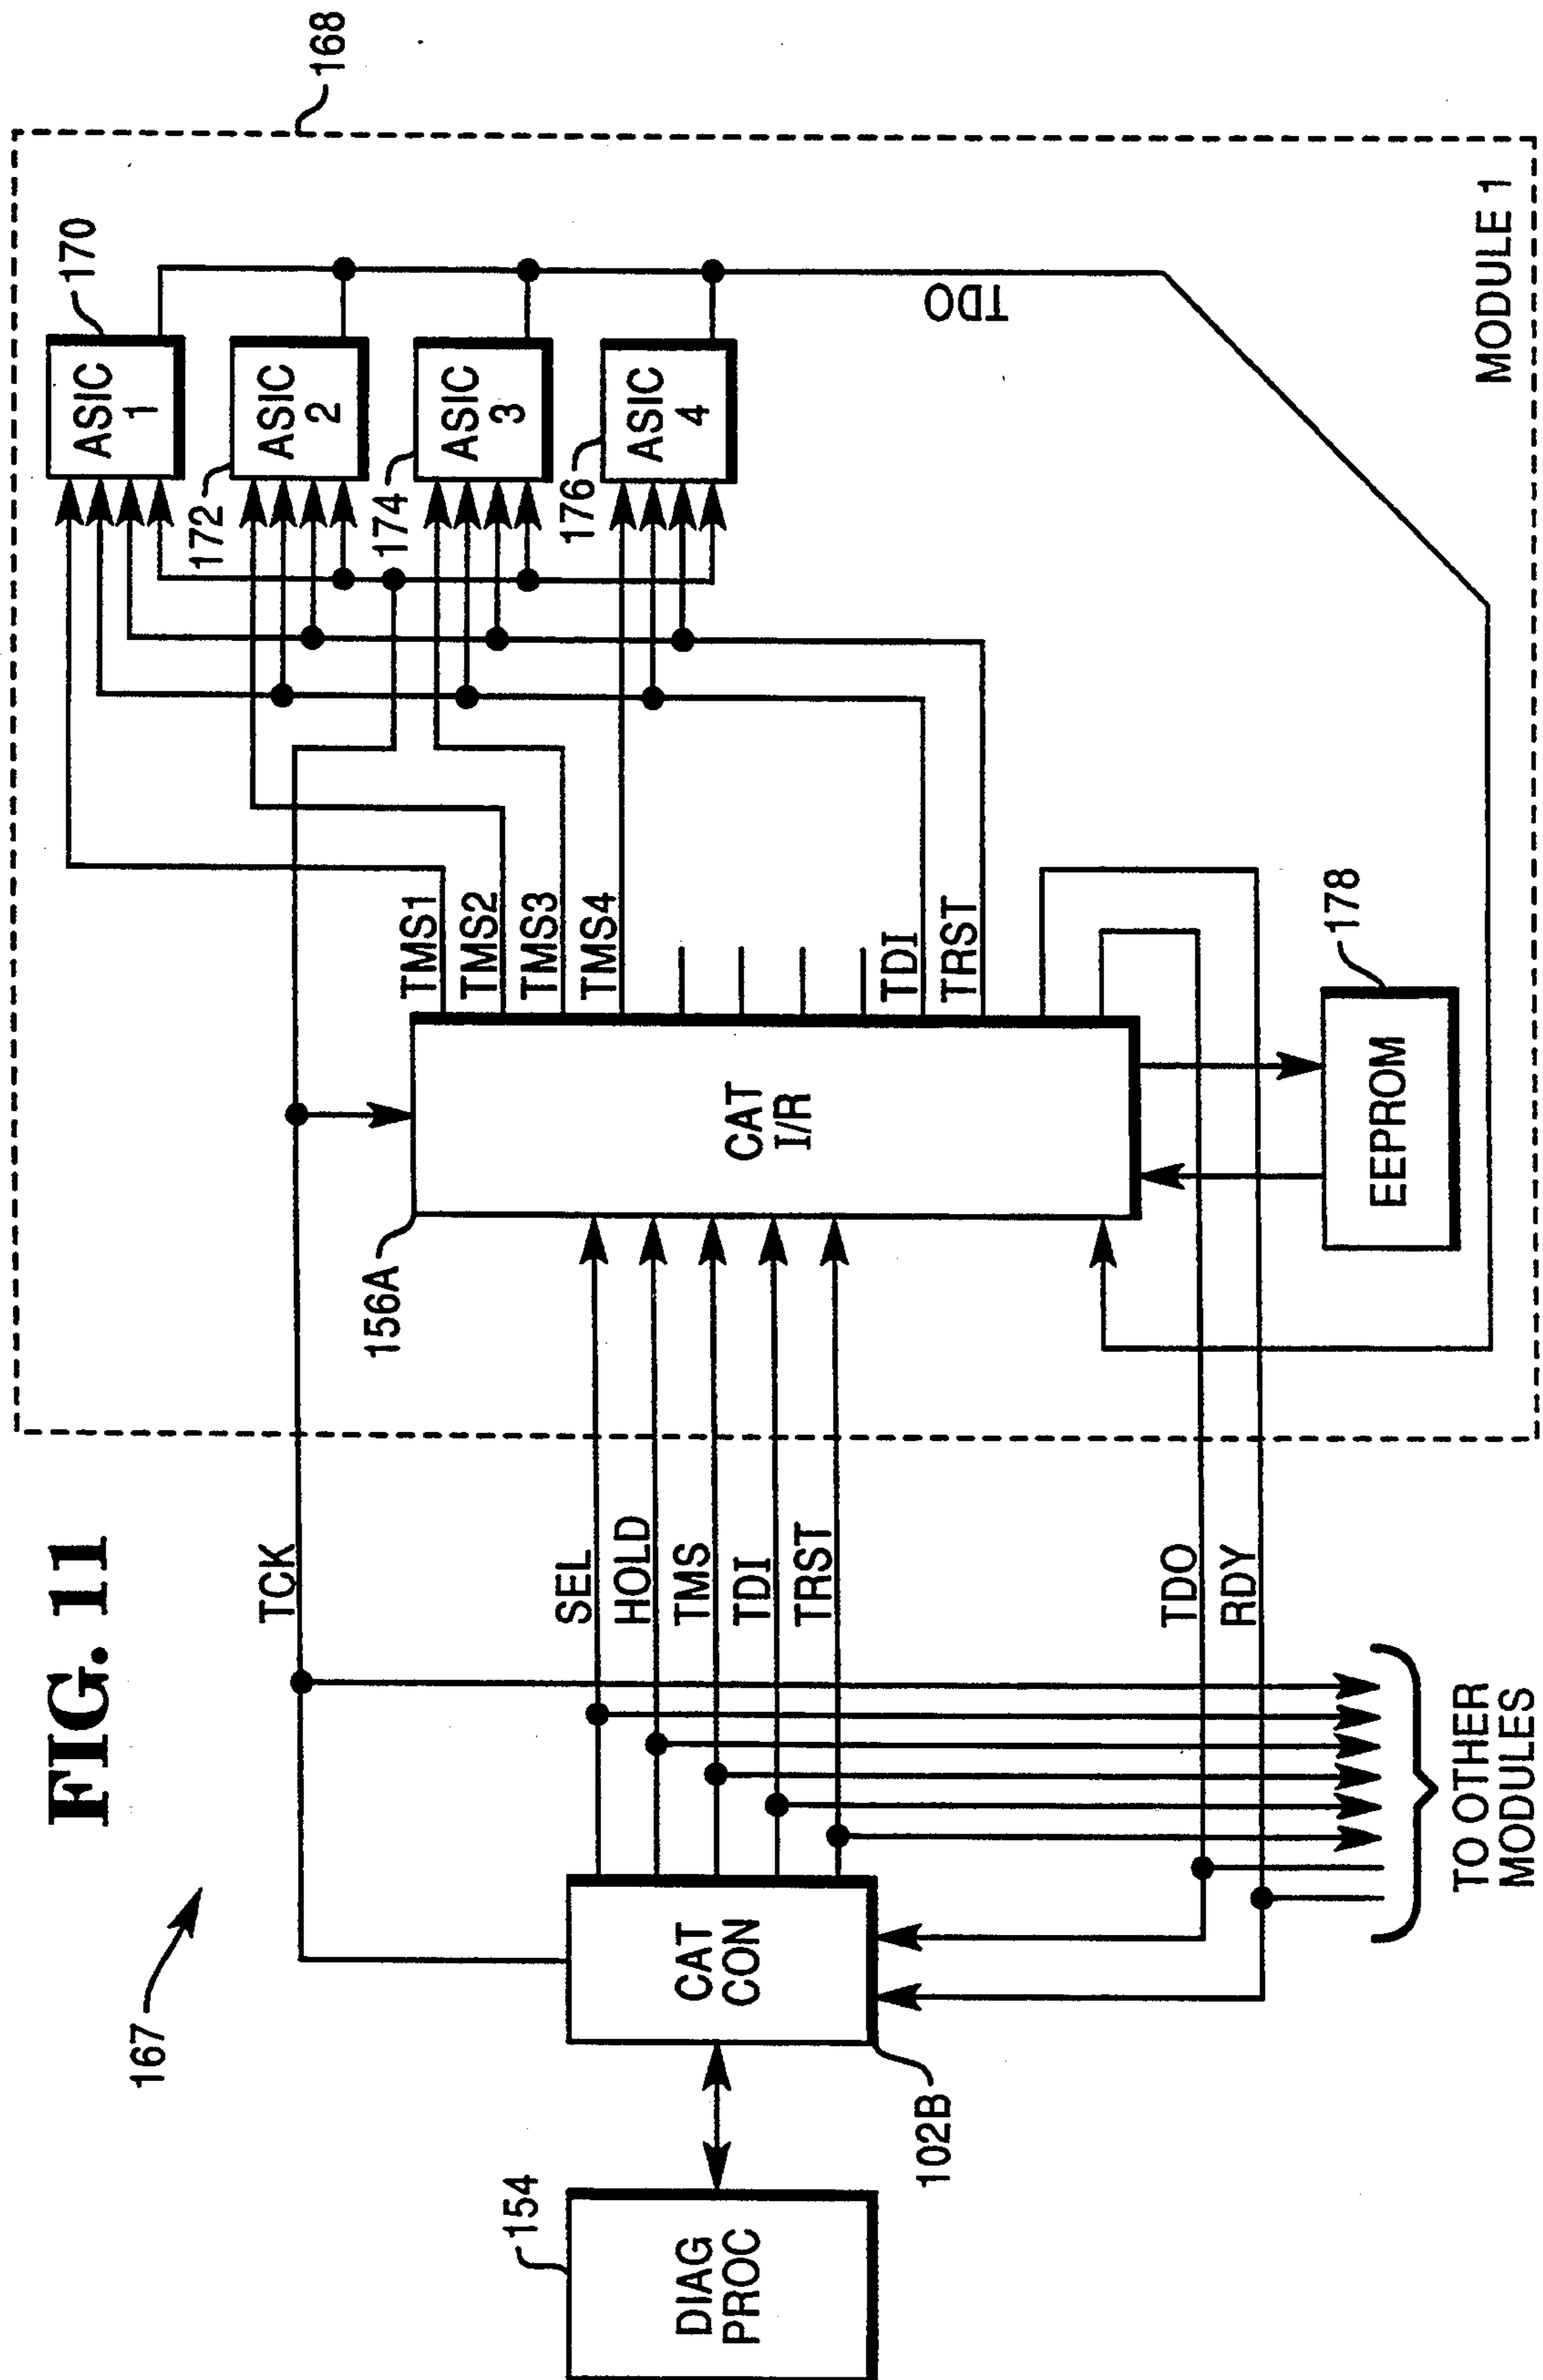 FIG. 11
167
168
TCK
154
DIAG
PROC
102B
CAT
CON
SEL
HOLD
TMS
TDI
TRST
TDO
RDY
TO OTHER
MODULES
156A
CAT
I/R
TMS1
TMS2
TMS3
TMS4
TDI
TRST
178
EEPROM
170
ASIC
1
172
ASIC
2
174
ASIC
3
176
ASIC
4
TDO
MODULE 1